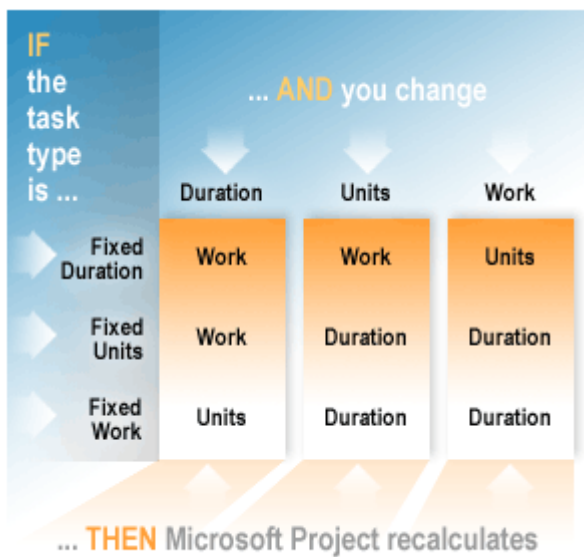 IF
the
task
type
is ...
... AND you change
Duration Units Work
Fixed
Duration
Work Work Units
Fixed
Units
Work Duration Duration
Fixed
Work
Units Duration Duration
... THEN Microsoft Project recalculates